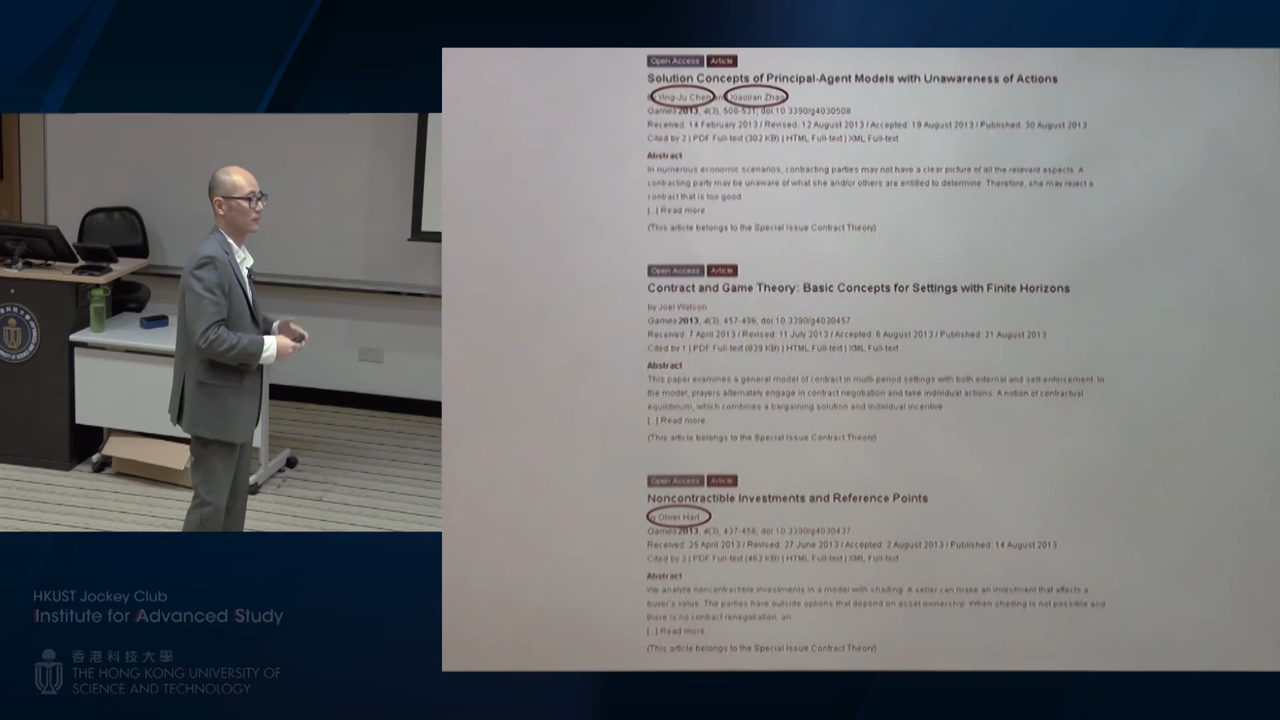 Open Access Article
Solution Concepts of Principal-Agent Models with Unawareness of Actions
by Ying-Ju Chen and Xiaojian Zhao
Games 2013, 4(3), 508-531; doi:10.3390/g4030508
Received: 14 February 2013 / Revised: 12 August 2013 / Accepted: 19 August 2013 / Published: 30 August 2013
Cited by 2 | PDF Full-text (302 KB) | HTML Full-text | XML Full-text
Abstract
In numerous economic scenarios, contracting parties may not have a clear picture of all the relevant aspects. A
contracting party may be unaware of what she and/or others are entitled to determine. Therefore, she may reject a
contract that is too good
[...] Read more.
(This article belongs to the Special Issue Contract Theory)
Open Access Article
Contract and Game Theory: Basic Concepts for Settings with Finite Horizons
by Joel Watson
Games 2013, 4(3), 457-496; doi:10.3390/g4030457
Received: 7 April 2013 / Revised: 11 July 2013 / Accepted: 6 August 2013 / Published: 21 August 2013
Cited by 1 | PDF Full-text (839 KB) | HTML Full-text | XML Full-text
Abstract
This paper examines a general model of contract in multi-period settings with both external and self-enforcement. In
the model, players alternately engage in contract negotiation and take individual actions. A notion of contractual
equilibrium, which combines a bargaining solution and individual incentive
[...] Read more.
(This article belongs to the Special Issue Contract Theory)
Open Access Article
Noncontractible Investments and Reference Points
by Oliver Hart
Games 2013, 4(3), 437-456; doi:10.3390/g4030437
Received: 25 April 2013 / Revised: 27 June 2013 / Accepted: 2 August 2013 / Published: 14 August 2013
PDF Full-text (462 KB) | HTML Full-text | XML Full-text
Abstract
We analyze noncontractible investments in a model with shading. A seller can make an investment that affects a
buyer's value. The parties have outside options that depend on asset ownership. When shading is not possible and
there is no contract renegotiation, an
[...] Read more.
(This article belongs to the Special Issue Contract Theory)
HKUST Jockey Club
Institute for Advanced Study
香港科技大學
THE HONG KONG UNIVERSITY OF
SCIENCE AND TECHNOLOGY